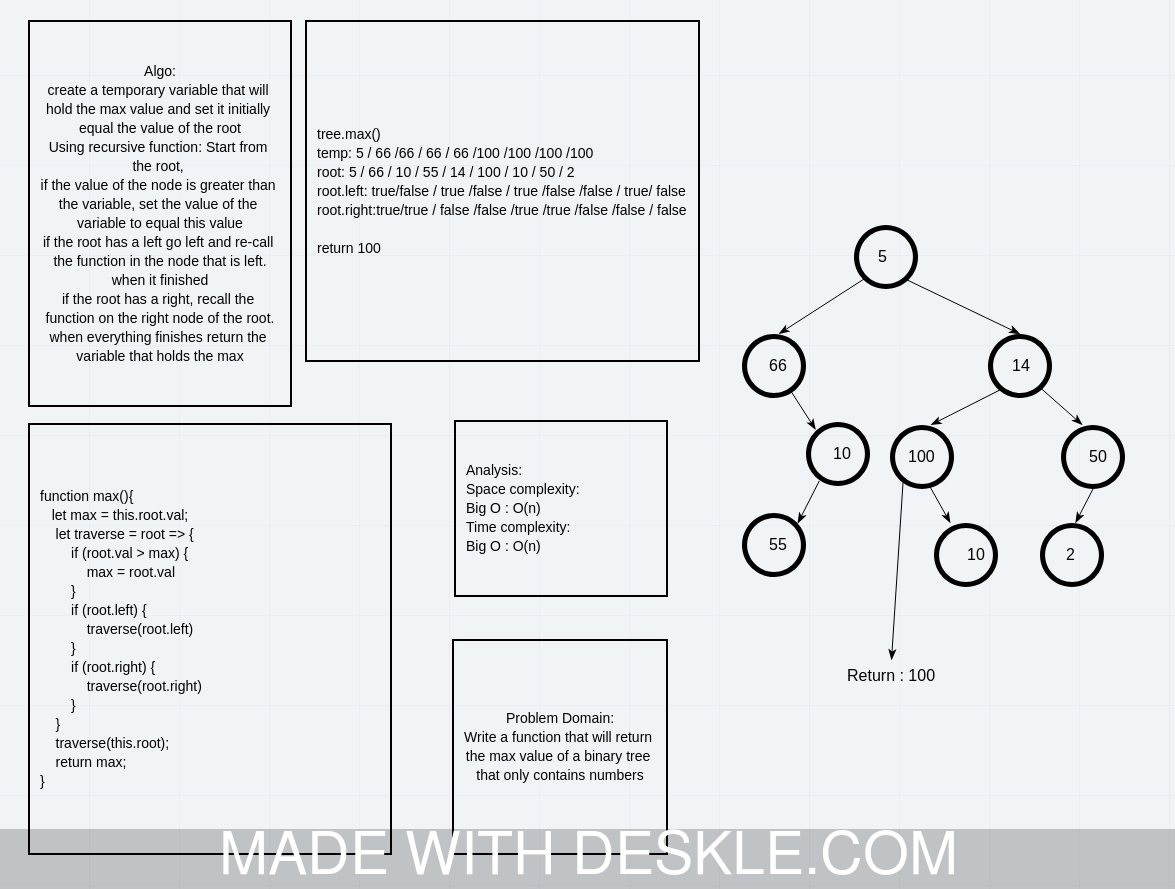 Algo:
create a temporary variable that will
hold the max value and set it initially
equal the value of the root
Using recursive function: Start from
the root,
if the value of the node is greater than
the variable, set the value of the
variable to equal this value
if the root has a left go left and re-call
the function in the node that is left.
when it finished
if the root has a right, recall the
function on the right node of the root.
when everything finishes return the
variable that holds the max
tree.max()
temp: 5 / 66 /66 / 66 / 66 /100 /100 /100 /100
root: 5 / 66 / 10 / 55 / 14 / 100 / 10 / 50 / 2
root.left: true/false / true /false / true /false /false / true/ false
root.right:true/true / false /false /true /true /false /false / false
return 100
5
66
14
10
100
50
55
10
2
Return : 100
function max(){
let max = this.root.val;
let traverse = root => {
if (root.val > max) {
max = root.val
}
if (root.left) {
traverse(root.left)
}
if (root.right) {
traverse(root.right)
}
}
traverse(this.root);
return max;
}
Analysis:
Space complexity:
Big O : O(n)
Time complexity:
Big O : O(n)
Problem Domain:
Write a function that will return
the max value of a binary tree
that only contains numbers
MADE WITH DESKLE.COM